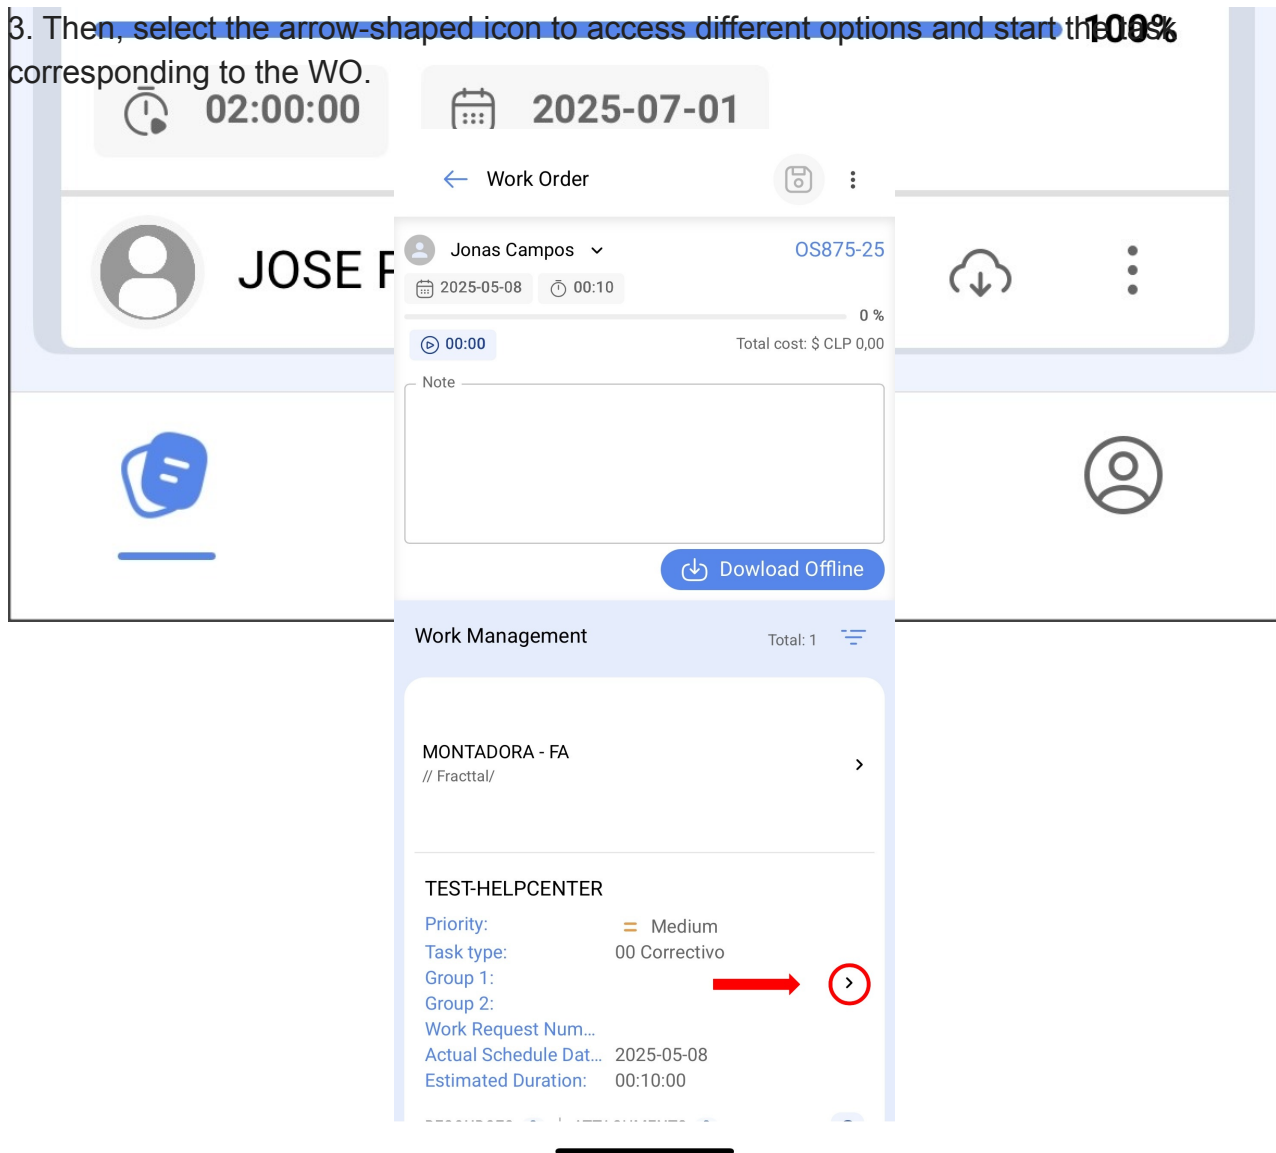 3. Then, select the arrow-shaped icon to access different options and start the task
100%
corresponding to the WO.
02:00:00
2025-07-01
Work Order
JOSE
Jonas Campos
OS875-25
2025-05-08
00:10
0 %
00:00
Total cost: $ CLP 0,00
Note
Dowload Offline
Work Management
Total: 1
MONTADORA - FA
// Fracttal/
TEST-HELPCENTER
Priority:
Medium
Task type:
00 Correctivo
Group 1:
Group 2:
Work Request Num...
Actual Schedule Dat...
2025-05-08
Estimated Duration:
00:10:00